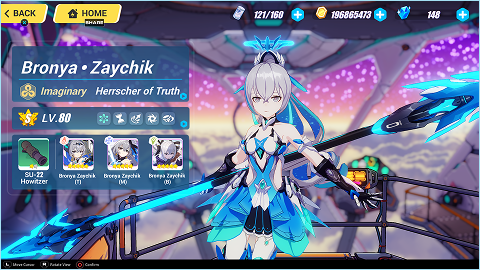 BACK
HOME
SHARE
121/160
196865473
148
Bronya•Zaychik
Imaginary Herrscher of Truth
S LV.80
SU-22 Howitzer
Bronya Zaychik (T)
Bronya Zaychik (M)
Bronya Zaychik (B)
L Move Cursor R Rotate View Confirm